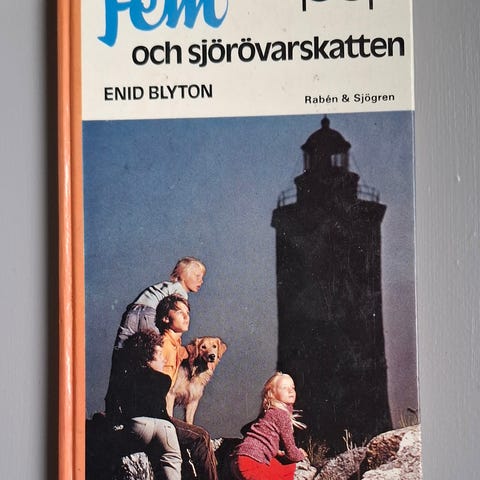 Fem
och sjörövarskatten
ENID BLYTON
Rabén & Sjögren